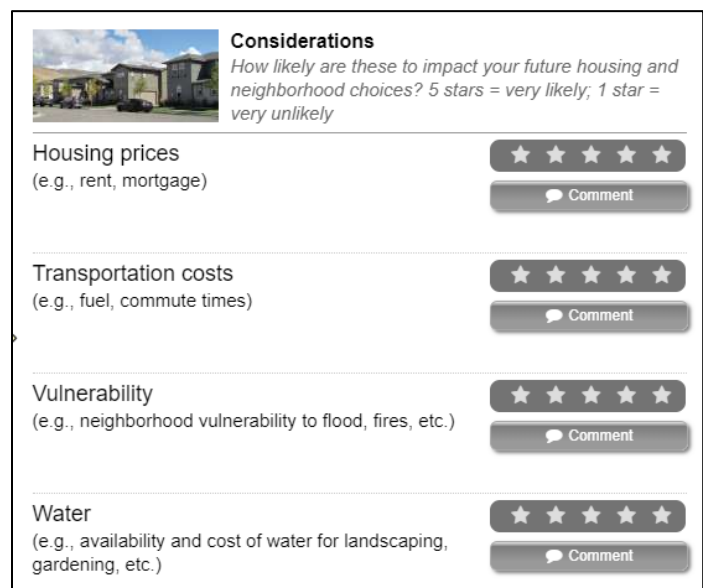 Considerations
How likely are these to impact your future housing and
neighborhood choices? 5 stars = very likely; 1 star =
very unlikely
Housing prices
(e.g., rent, mortgage)
Comment
Transportation costs
(e.g., fuel, commute times)
Comment
Vulnerability
(e.g., neighborhood vulnerability to flood, fires, etc.)
Comment
Water
(e.g., availability and cost of water for landscaping,
gardening, etc.)
Comment